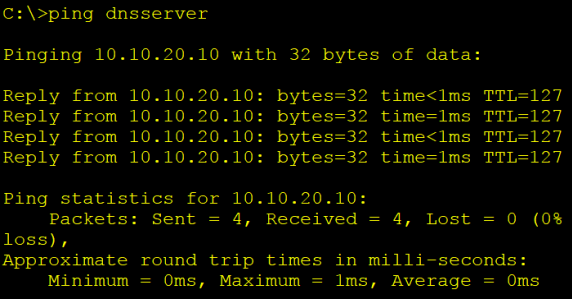 C:\>ping dnsserver
Pinging 10.10.20.10 with 32 bytes of data:
Reply from 10.10.20.10: bytes=32 time<1ms TTL=127
Reply from 10.10.20.10: bytes=32 time=1ms TTL=127
Reply from 10.10.20.10: bytes=32 time<1ms TTL=127
Reply from 10.10.20.10: bytes=32 time=1ms TTL=127
Ping statistics for 10.10.20.10:
    Packets: Sent = 4, Received = 4, Lost = 0 (0%
loss),
Approximate round trip times in milli-seconds:
    Minimum = 0ms, Maximum = 1ms, Average = 0ms